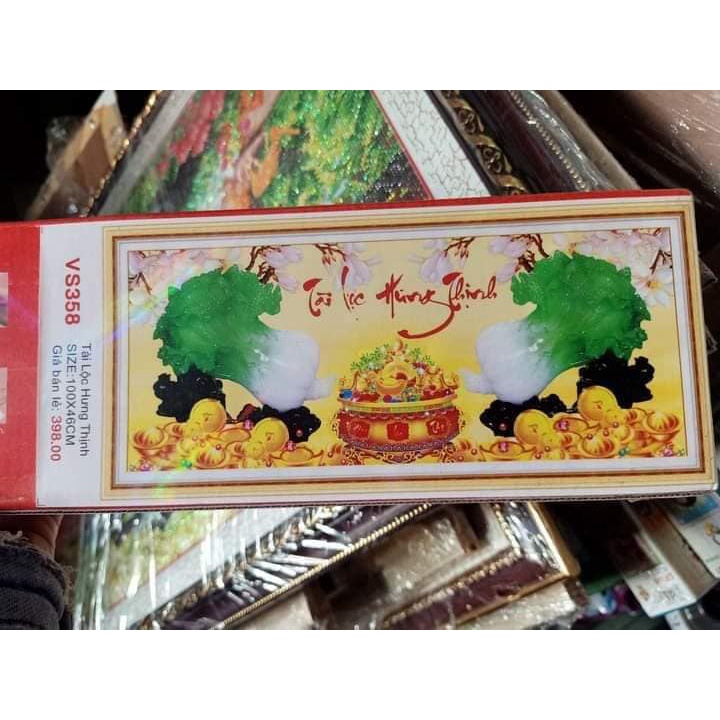 VS358
Tài Lộc Hưng Thịnh
SIZE:100X46CM
Giá bán lẻ: 398.00
Tài Lộc Hưng Thịnh